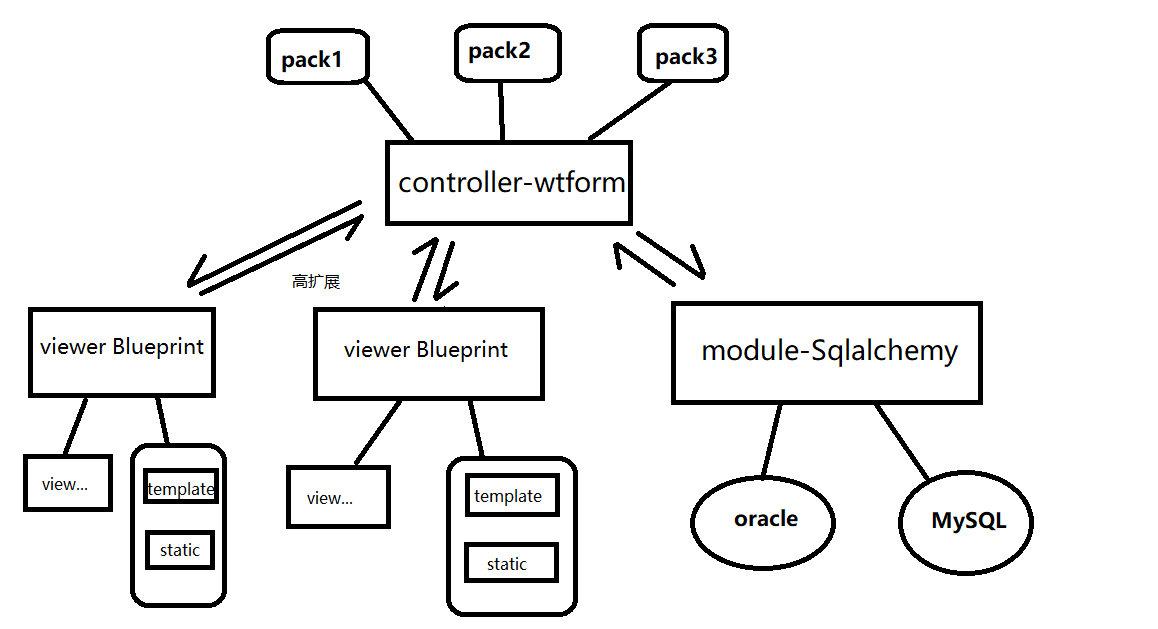 pack1
pack2
pack3
controller-wtform
高扩展
viewer Blueprint
viewer Blueprint
module-Sqlalchemy
view...
template
static
view...
template
static
oracle
MySQL